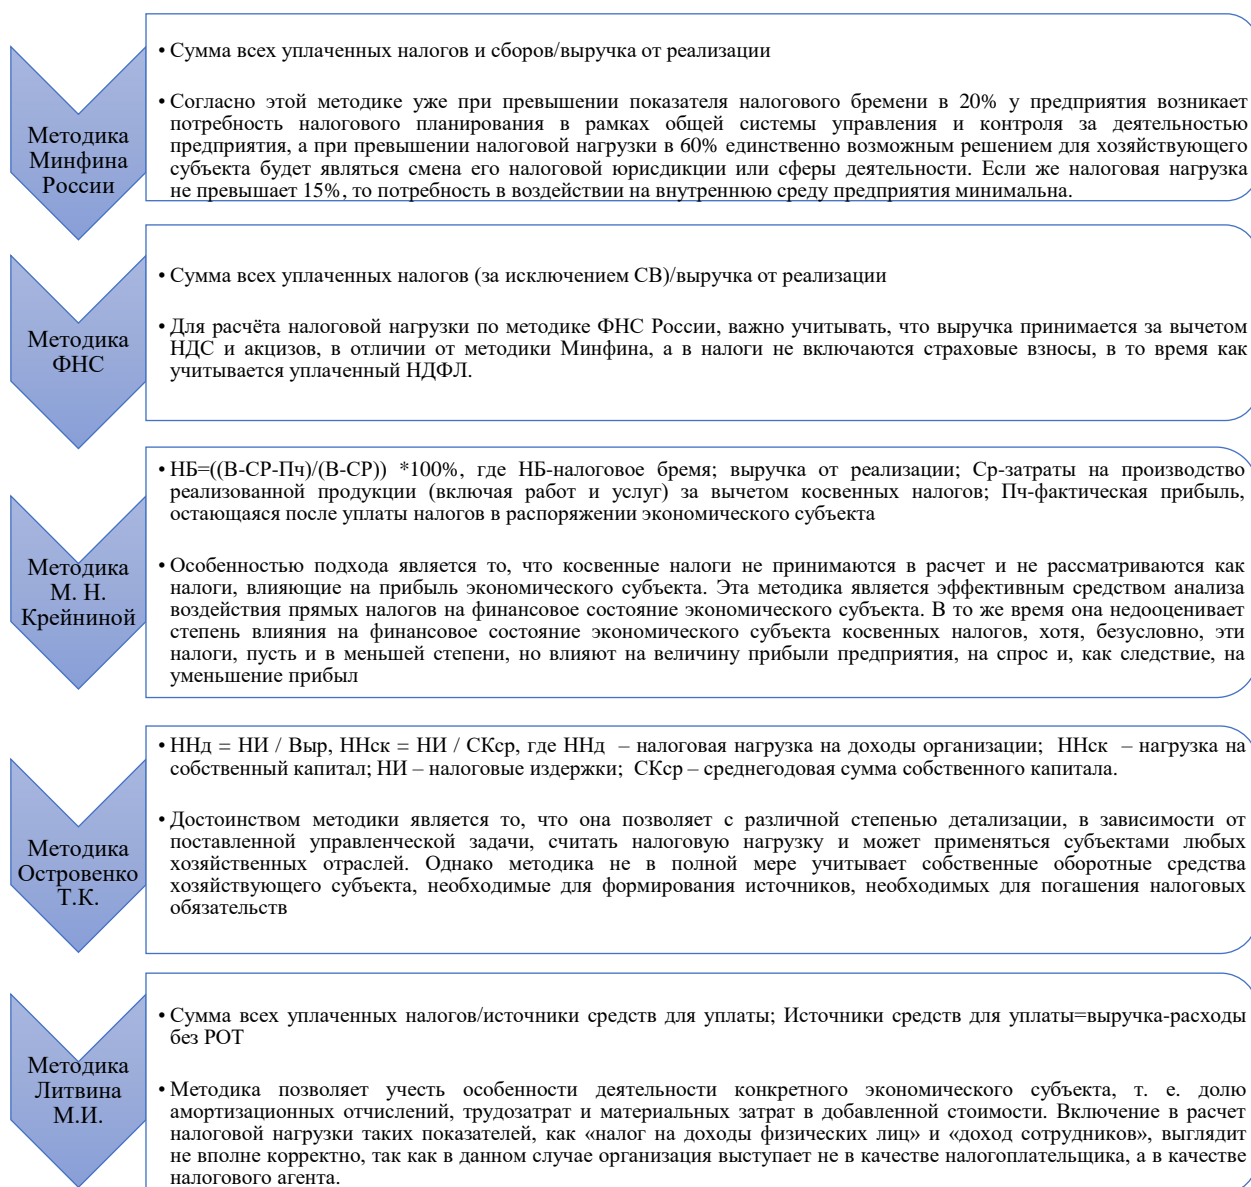 Методика
Минфина
России
• Сумма всех уплаченных налогов и сборов/выручка от реализации
• Согласно этой методике уже при превышении показателя налогового бремени в 20% у предприятия возникает
потребность налогового планирования в рамках общей системы управления и контроля за деятельностью
предприятия, а при превышении налоговой нагрузки в 60% единственно возможным решением для хозяйствующего
субъекта будет являться смена его налоговой юрисдикции или сферы деятельности. Если же налоговая нагрузка
не превышает 15%, то потребность в воздействии на внутреннюю среду предприятия минимальна.
Методика
ФНС
• Сумма всех уплаченных налогов (за исключением СВ)/выручка от реализации
• Для расчёта налоговой нагрузки по методике ФНС России, важно учитывать, что выручка принимается за вычетом
НДС и акцизов, в отличии от методики Минфина, а в налоги не включаются страховые взносы, в то время как
учитывается уплаченный НДФЛ.
Методика
М. Н.
Крейниной
• НБ=((В-СР-Пч)/(В-СР)) *100%, где НБ-налоговое бремя; выручка от реализации; Ср-затраты на производство
реализованной продукции (включая работ и услуг) за вычетом косвенных налогов; Пч-фактическая прибыль,
остающаяся после уплаты налогов в распоряжении экономического субъекта
• Особенностью подхода является то, что косвенные налоги не принимаются в расчет и не рассматриваются как
налоги, влияющие на прибыль экономического субъекта. Эта методика является эффективным средством анализа
воздействия прямых налогов на финансовое состояние экономического субъекта. В то же время она недооценивает
степень влияния на финансовое состояние экономического субъекта косвенных налогов, хотя, безусловно, эти
налоги, пусть и в меньшей степени, но влияют на величину прибыли предприятия, на спрос и, как следствие, на
уменьшение прибыл
Методика
Островенко
Т.К.
• ННд = НИ / Выр, ННск = НИ / СКср, где ННд – налоговая нагрузка на доходы организации; ННск – нагрузка на
собственный капитал; НИ – налоговые издержки; СКср – среднегодовая сумма собственного капитала.
• Достоинством методики является то, что она позволяет с различной степенью детализации, в зависимости от
поставленной управленческой задачи, считать налоговую нагрузку и может применяться субъектами любых
хозяйственных отраслей. Однако методика не в полной мере учитывает собственные оборотные средства
хозяйствующего субъекта, необходимые для формирования источников, необходимых для погашения налоговых
обязательств
Методика
Литвина
М.И.
• Сумма всех уплаченных налогов/источники средств для уплаты; Источники средств для уплаты=выручка-расходы
без РОТ
• Методика позволяет учесть особенности деятельности конкретного экономического субъекта, т. е. долю
амортизационных отчислений, трудозатрат и материальных затрат в добавленной стоимости. Включение в расчет
налоговой нагрузки таких показателей, как «налог на доходы физических лиц» и «доход сотрудников», выглядит
не вполне корректно, так как в данном случае организация выступает не в качестве налогоплательщика, а в качестве
налогового агента.